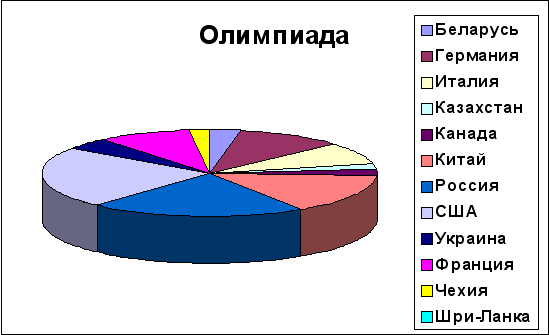 Олимпиада
Беларусь
Германия
Италия
Казахстан
Канада
Китай
Россия
США
Украина
Франция
Чехия
Шри-Ланка